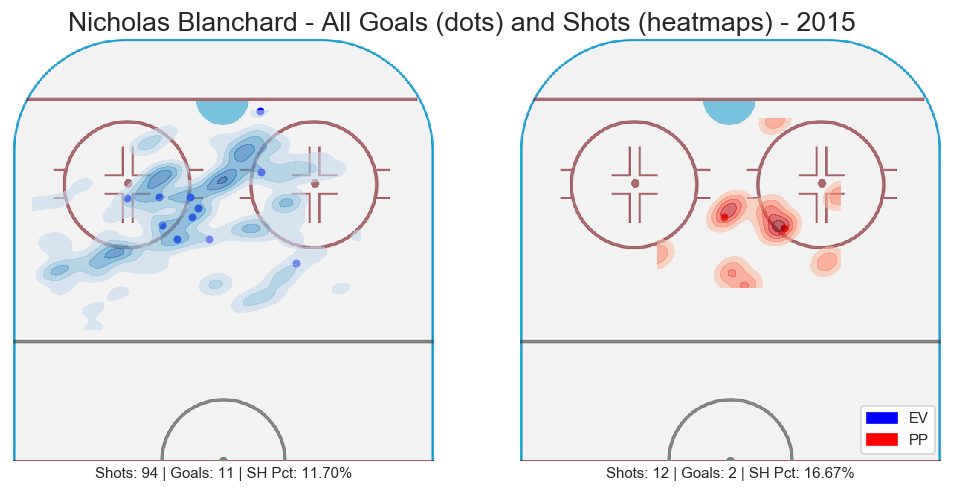 Nicholas Blanchard - All Goals (dots) and Shots (heatmaps) - 2015
EV
PP
Shots: 94 | Goals: 11 | SH Pct: 11.70%
Shots: 12 | Goals: 2 | SH Pct: 16.67%